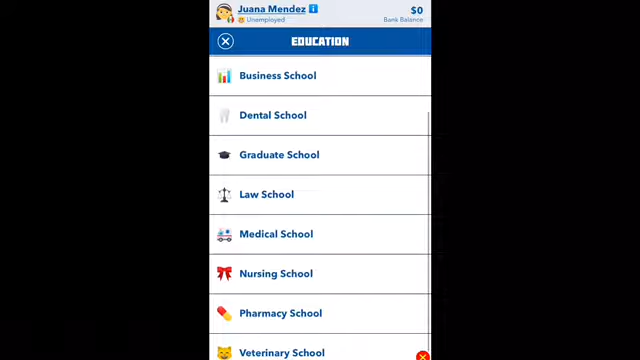 Juana Mendez
$0
Unemployed
Bank Balance
EDUCATION
Business School
Dental School
Graduate School
Law School
Medical School
Nursing School
Pharmacy School
Veterinary School